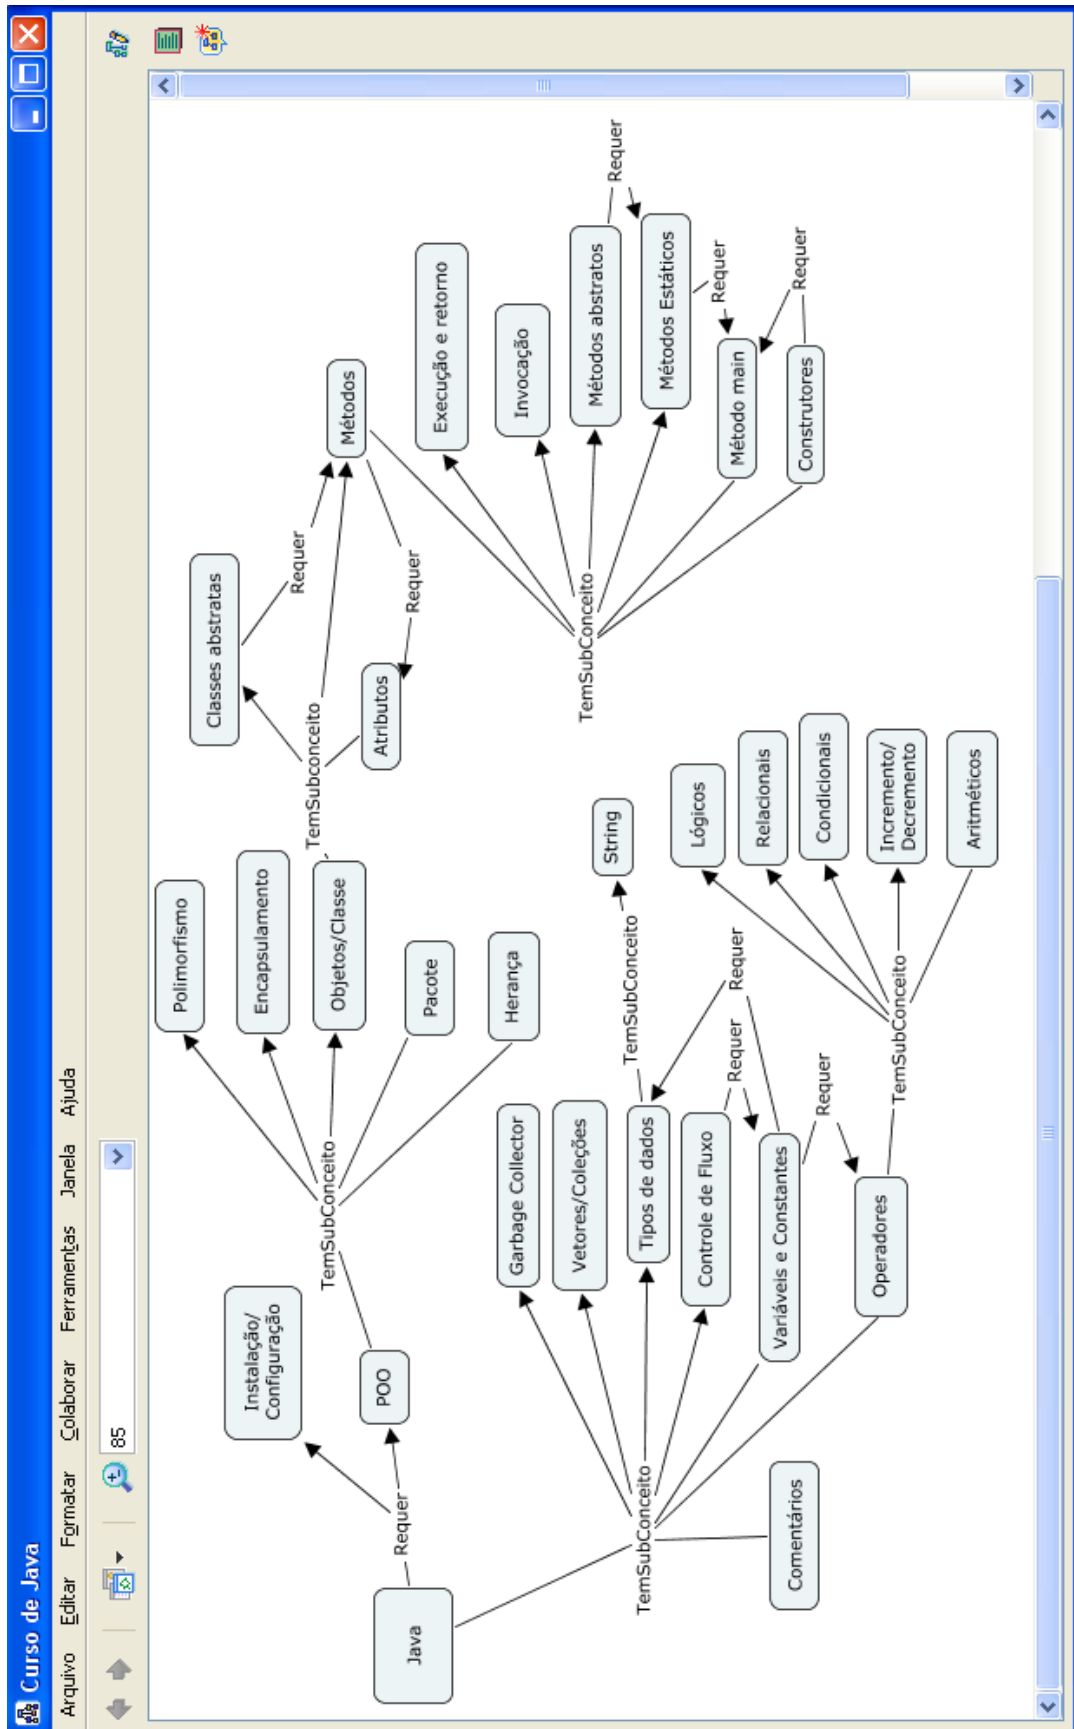 Curso de Java
Arquivo Editar Formatar Colaborar Ferramentas Janela Ajuda
85
Java
Requer
Instalação/
Configuração
POO
TemSubConceito
Polimorfismo
Encapsulamento
Objetos/Classe
Pacote
Herança
TemSubconceito
Classes abstratas
Requer
Métodos
Atributos
Requer
TemSubConceito
Execução e retorno
Invocação
Métodos abstratos
Requer
Métodos Estáticos
Requer
Método main
Requer
Construtores
TemSubConceito
Garbage Collector
Vetores/Coleções
Tipos de dados
TemSubConceito
String
Controle de Fluxo
Requer
Requer
Variáveis e Constantes
Requer
Operadores
Comentários
TemSubConceito
Lógicos
Relacionais
Condicionais
Incremento/
Decremento
Aritméticos